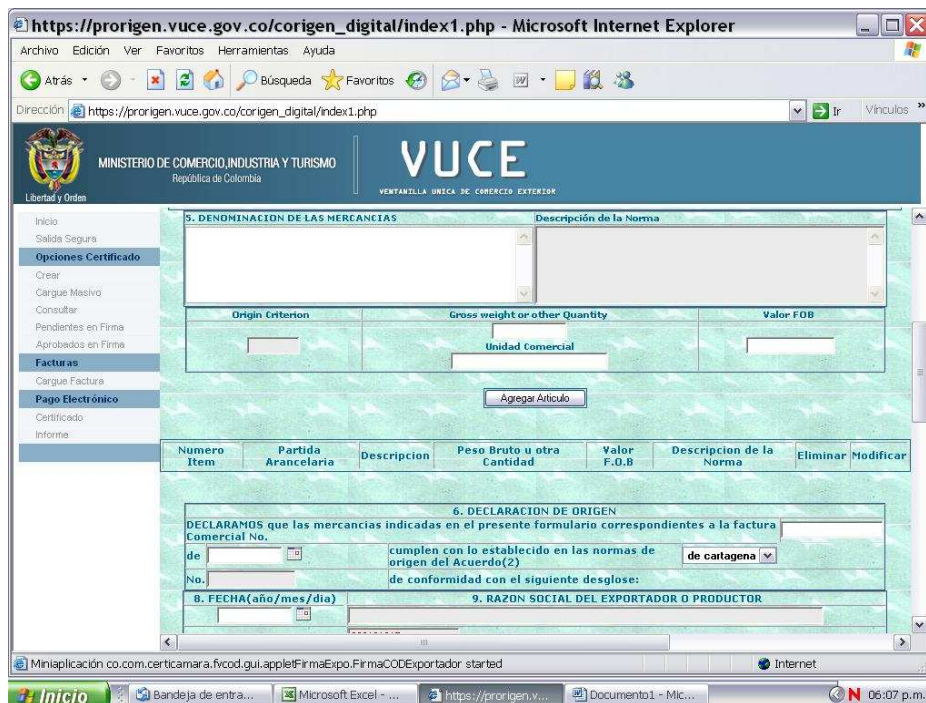 https://prorigen.vuce.gov.co/corigen_digital/index1.php - Microsoft Internet Explorer
Archivo Edición Ver Favoritos Herramientas Ayuda
Atrás Búsqueda Favoritos
Dirección https://prorigen.vuce.gov.co/corigen_digital/index1.php Ir Vínculos »
MINISTERIO DE COMERCIO,INDUSTRIA Y TURISMO
República de Colombia
Libertad y Orden
VUCE
VENTANILLA UNICA DE COMERCIO EXTERIOR
Inicio
Salida Segura
Opciones Certificado
Crear
Cargue Masivo
Consultar
Pendientes en Firma
Aprobados en Firma
Facturas
Cargue Factura
Pago Electrónico
Certificado
Informe
5. DENOMINACION DE LAS MERCANCIAS Descripción de la Norma
Origin Criterion Gross weight or other Quantity Valor FOB
Unidad Comercial
Agregar Articulo
Numero Item Partida Arancelaria Descripcion Peso Bruto u otra Cantidad Valor F.O.B Descripcion de la Norma Eliminar Modificar
6. DECLARACION DE ORIGEN
DECLARAMOS que las mercancias indicadas en el presente formulario correspondientes a la factura
Comercial No.
de cumplen con lo establecido en las normas de origen del Acuerdo(2) de cartagena
No. de conformidad con el siguiente desglose:
8. FECHA(año/mes/dia) 9. RAZON SOCIAL DEL EXPORTADOR O PRODUCTOR
Miniaplicación co.com.certicamara.fvcod.gui.appletFirmaExpo.FirmaCODExportador started Internet
Inicio Bandeja de entra... Microsoft Excel - ... https://prorigen.v... Documento1 - Mic... N 06:07 p.m.